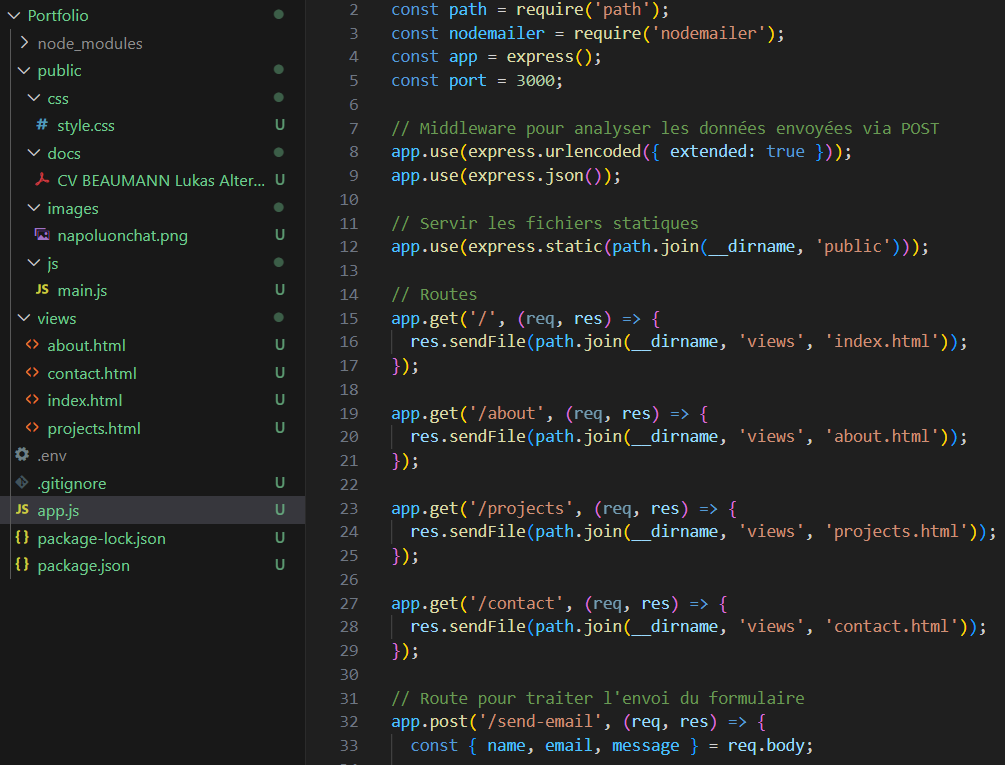 Portfolio
node_modules
public
css
# style.css U
docs
CV BEAUMANN Lukas Alter... U
images
napoluonchat.png U
js
JS main.js U
views
<> about.html U
<> contact.html U
<> index.html U
<> projects.html U
.env
.gitignore U
JS app.js U
{} package-lock.json U
{} package.json U
2 const path = require('path');
3 const nodemailer = require('nodemailer');
4 const app = express();
5 const port = 3000;
6
7 // Middleware pour analyser les données envoyées via POST
8 app.use(express.urlencoded({ extended: true }));
9 app.use(express.json());
10
11 // Servir les fichiers statiques
12 app.use(express.static(path.join(__dirname, 'public')));
13
14 // Routes
15 app.get('/', (req, res) => {
16 res.sendFile(path.join(__dirname, 'views', 'index.html'));
17 });
18
19 app.get('/about', (req, res) => {
20 res.sendFile(path.join(__dirname, 'views', 'about.html'));
21 });
22
23 app.get('/projects', (req, res) => {
24 res.sendFile(path.join(__dirname, 'views', 'projects.html'));
25 });
26
27 app.get('/contact', (req, res) => {
28 res.sendFile(path.join(__dirname, 'views', 'contact.html'));
29 });
30
31 // Route pour traiter l'envoi du formulaire
32 app.post('/send-email', (req, res) => {
33 const { name, email, message } = req.body;